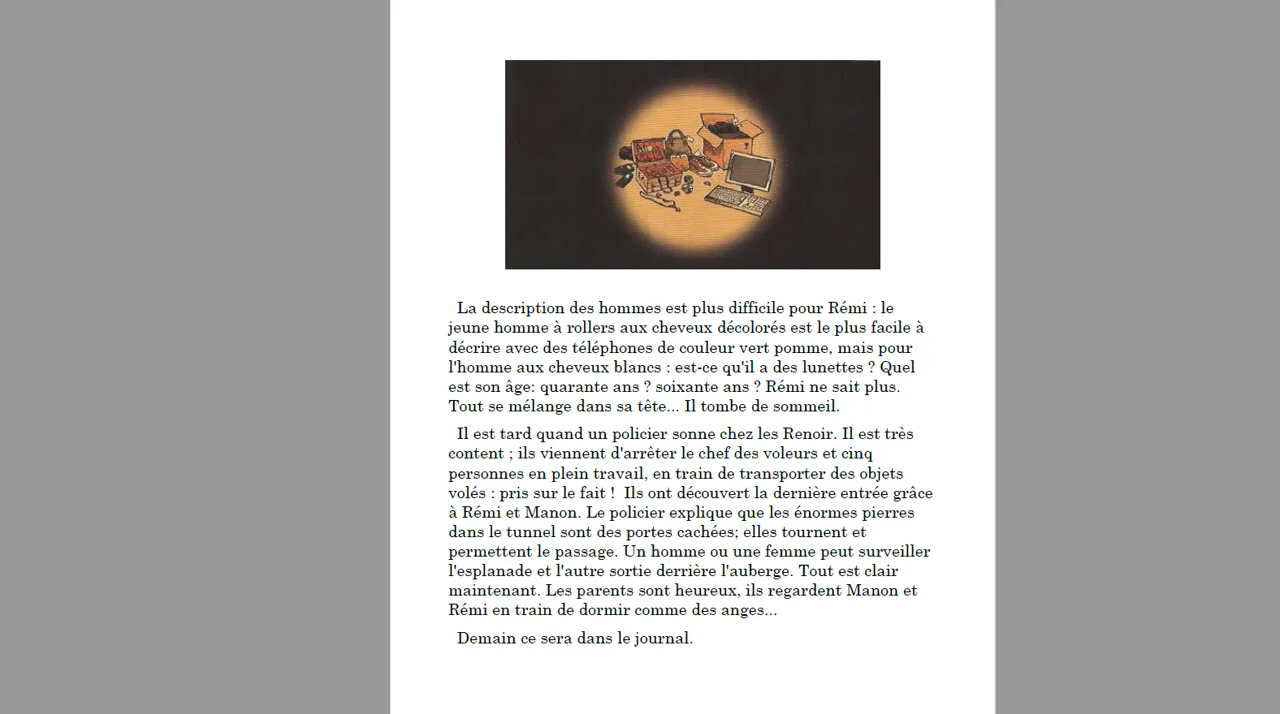 La description des hommes est plus difficile pour Rémi : le
jeune homme à rollers aux cheveux décolorés est le plus facile à
décrire avec des téléphones de couleur vert pomme, mais pour
l'homme aux cheveux blancs : est-ce qu'il a des lunettes ? Quel
est son âge: quarante ans ? soixante ans ? Rémi ne sait plus.
Tout se mélange dans sa tête... Il tombe de sommeil.
Il est tard quand un policier sonne chez les Renoir. Il est très
content ; ils viennent d'arrêter le chef des voleurs et cinq
personnes en plein travail, en train de transporter des objets
volés : pris sur le fait ! Ils ont découvert la dernière entrée grâce
à Rémi et Manon. Le policier explique que les énormes pierres
dans le tunnel sont des portes cachées; elles tournent et
permettent le passage. Un homme ou une femme peut surveiller
l'esplanade et l'autre sortie derrière l'auberge. Tout est clair
maintenant. Les parents sont heureux, ils regardent Manon et
Rémi en train de dormir comme des anges...
Demain ce sera dans le journal.